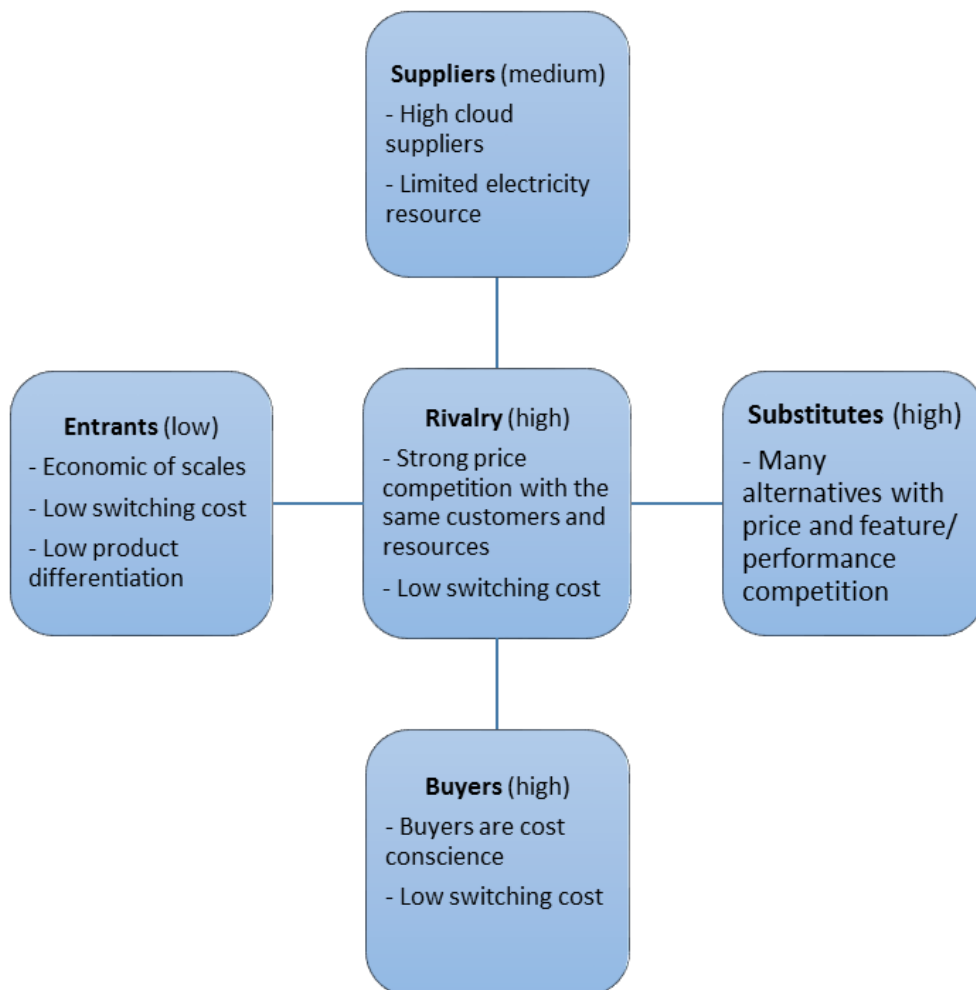 Suppliers (medium)
- High cloud
suppliers
- Limited electricity
resource
Entrants (low)
- Economic of scales
- Low switching cost
- Low product
differentiation
Rivalry (high)
- Strong price
competition with the
same customers and
resources
- Low switching cost
Substitutes (high)
- Many
alternatives with
price and feature/
performance
competition
Buyers (high)
- Buyers are cost
conscience
- Low switching cost